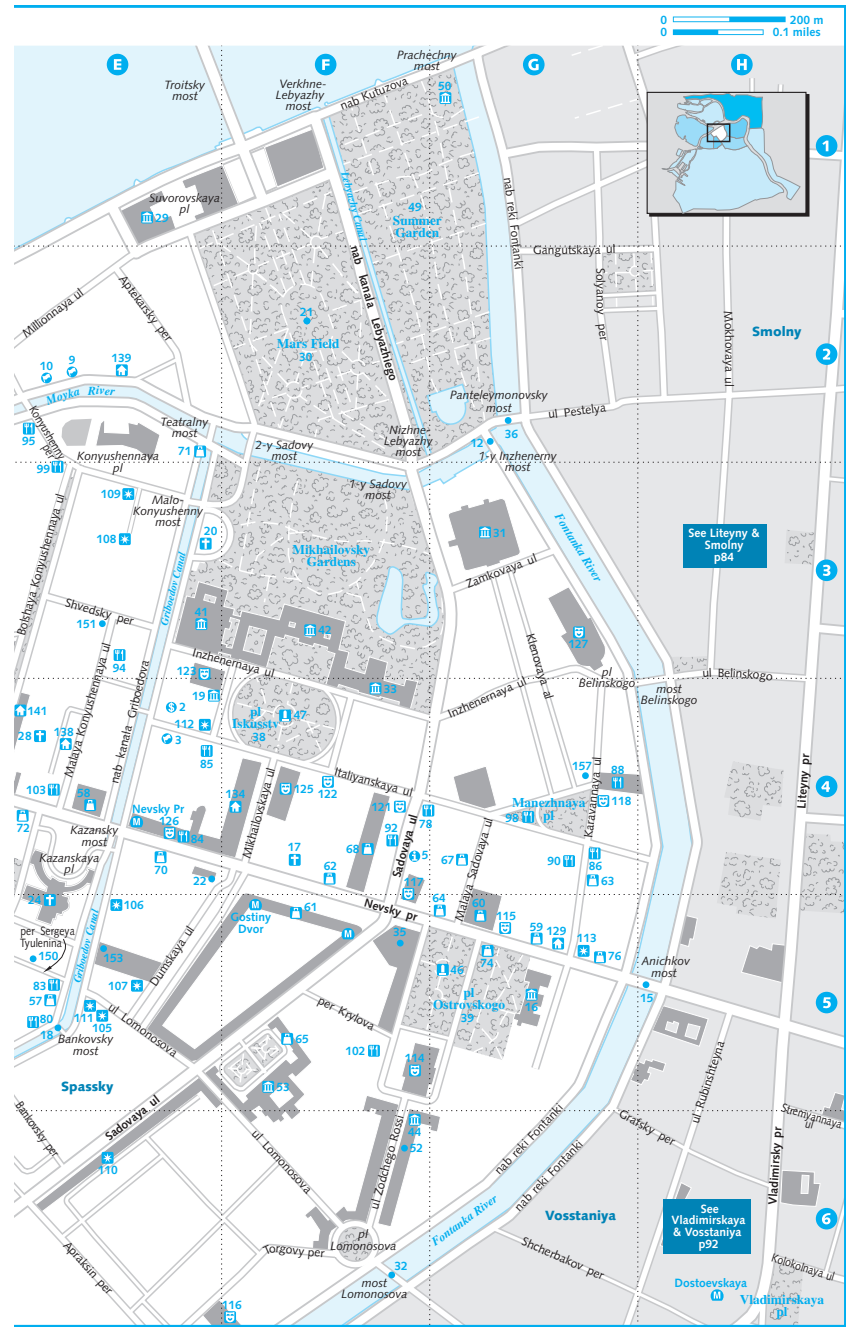 0 200 m
0 0.1 miles
E
F
G
H
Troitsky
most
Verkhne-
Lebyazhy
most
Prachechny
most
nab Kutuzova
50
1
Suvorovskaya
pl
29
Lebyazhy Canal
49
Summer
Garden
nab reki Fontanki
Gangutskaya ul
Solyanoy per
Millionnaya ul
Aptekarsky per
nab kanala Lebyazhiego
21
Mars Field
30
Mokhovaya ul
Smolny
2
10
9
139
Moyka River
Panteleymonovsky
most
ul Pestelya
36
12
1-y Inzhenerny
most
Konyushenny
per
95
99
Konyushennaya
pl
Teatralny
most
71
2-y Sadovy
most
Nizhne-
Lebyazhy
most
1-y Sadovy
most
109
Malo-
Konyushenny
most
108
20
31
Fontanka River
See Liteyny &
Smolny
p84
3
Mikhailovsky
Gardens
Zamkovaya ul
Bolshaya Konyushennaya ul
Griboedov Canal
Shvedsky per
151
41
42
127
94
Inzhenernaya ul
Klenovaya al
pl
Belinskogo
ul Belinskogo
most
Belinskogo
123
33
19
Inzhenernaya ul
141
2
pl
Iskusstv
38
47
28
138
Malaya Konyushennaya ul
nab kanala Griboedova
112
3
85
157
88
Liteyny pr
4
103
58
134
Mikhailovskaya ul
125
122
Italiyanskaya ul
121
78
Manezhnaya
pl
98
118
Karavannaya ul
72
Kazansky
most
Nevsky Pr
126
84
92
Sadovaya ul
Kazanskaya
pl
70
22
17
68
5
67
Malaya Sadovaya ul
90
86
62
117
63
24
106
Gostiny
Dvor
61
Nevsky pr
64
60
115
59
129
113
76
per Sergeya
Tyulenina
150
153
Griboedov Canal
Dumskaya ul
35
46
74
Anichkov
most
15
83
57
107
pl
Ostrovskogo
39
16
5
80
18
111
105
Bankovsky
most
ul Lomonosova
per Krylova
65
102
114
ul Rubinshteyna
Spassky
53
Bankovsky per
Sadovaya ul
110
ul Lomonosova
44
52
ul Zodchego Rossi
nab reki Fontanki
nab reki Fontanki
Grafsky per
Stremyannaya
ul
Vladimirsky pr
Fontanka River
Vosstaniya
See
Vladimirskaya
& Vosstaniya
p92
6
pl
Lomonosova
Apraksin per
Torgovy per
32
most
Lomonosova
Shcherbakov per
Kolokolnaya ul
Dostoevskaya
116
Vladimirskaya
pl